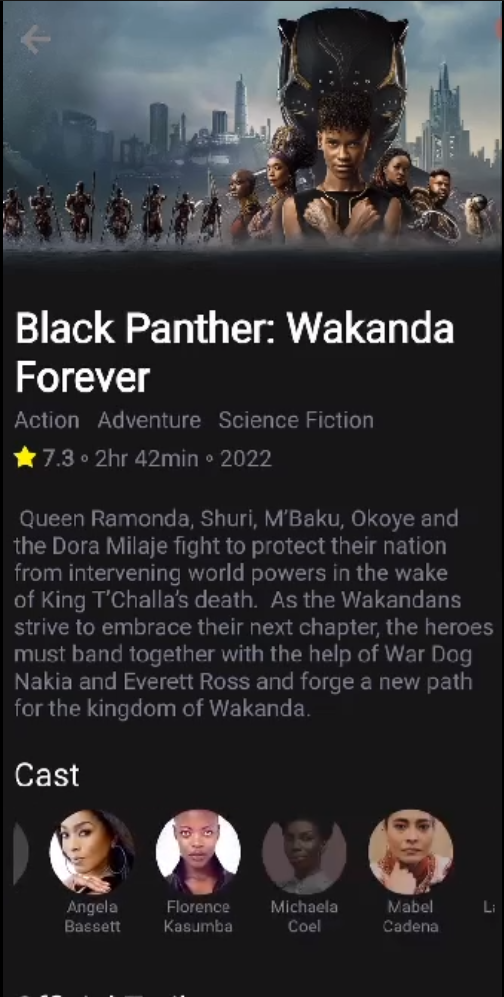 Black Panther: Wakanda
Forever
Action Adventure Science Fiction
7.3 ∘ 2hr 42min ∘ 2022
Queen Ramonda, Shuri, M’Baku, Okoye and
the Dora Milaje fight to protect their nation
from intervening world powers in the wake
of King T’Challa’s death.  As the Wakandans
strive to embrace their next chapter, the heroes
must band together with the help of War Dog
Nakia and Everett Ross and forge a new path
for the kingdom of Wakanda.
Cast
Angela
Bassett
Florence
Kasumba
Michaela
Coel
Mabel
Cadena